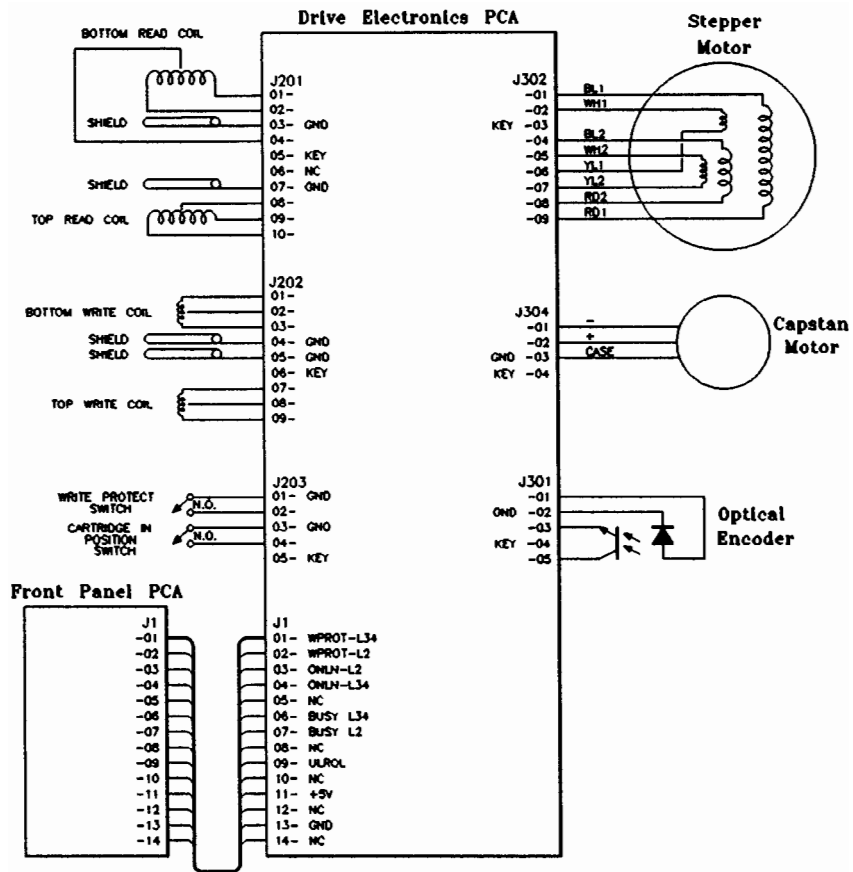 Drive Electronics PCA
BOTTOM READ COIL
J201
01-
02-
SHIELD
03- GND
04-
05- KEY
06- NC
SHIELD
07- GND
08-
TOP READ COIL
09-
10-
J202
01-
BOTTOM WRITE COIL
02-
03-
SHIELD
04- GND
SHIELD
05- GND
06- KEY
07-
TOP WRITE COIL
08-
09-
J203
WRITE PROTECT
SWITCH
N.O.
01- GND
02-
CARTRIDGE IN
POSITION
SWITCH
N.O.
03- GND
04-
05- KEY
Stepper
Motor
J302
-01 BL1
-02 WH1
KEY -03
-04 BL2
-05 WH2
-06 YL1
-07 YL2
-08 RD2
-09 RD1
J304
-01 -
-02 +
GND -03 CASE
KEY -04
Capstan
Motor
J301
-01
GND -02
-03
KEY -04
-05
Optical
Encoder
Front Panel PCA
J1
-01
-02
-03
-04
-05
-06
-07
-08
-09
-10
-11
-12
-13
-14
J1
01- WPROT-L34
02- WPROT-L2
03- ONLN-L2
04- ONLN-L34
05- NC
06- BUSY L34
07- BUSY L2
08- NC
09- ULROL
10- NC
11- +5V
12- NC
13- GND
14- NC